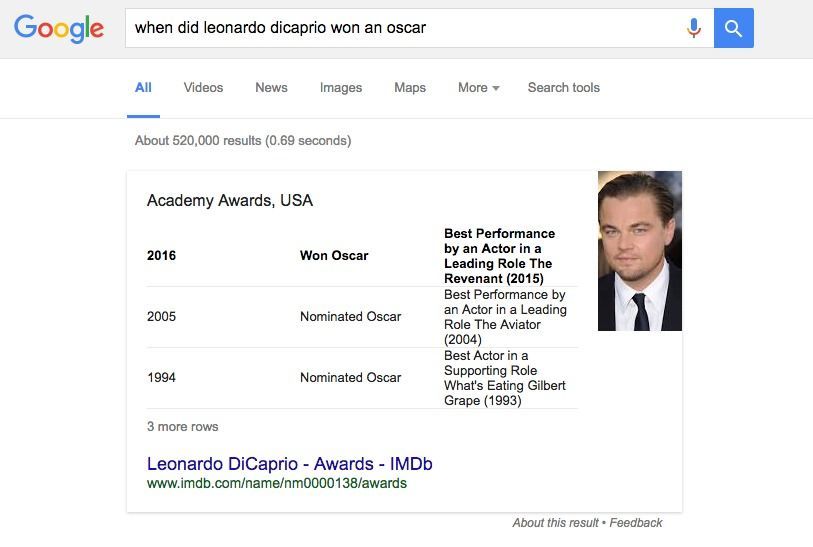 Google
when did leonardo dicaprio won an oscar
All
Videos
News
Images
Maps
More
Search tools
About 520,000 results (0.69 seconds)
Academy Awards, USA
2016
Won Oscar
Best Performance
by an Actor in a
Leading Role The
Revenant (2015)
2005
Nominated Oscar
Best Performance by
an Actor in a Leading
Role The Aviator
(2004)
1994
Nominated Oscar
Best Actor in a
Supporting Role
What's Eating Gilbert
Grape (1993)
3 more rows
Leonardo DiCaprio - Awards - IMDb
www.imdb.com/name/nm0000138/awards
About this result • Feedback